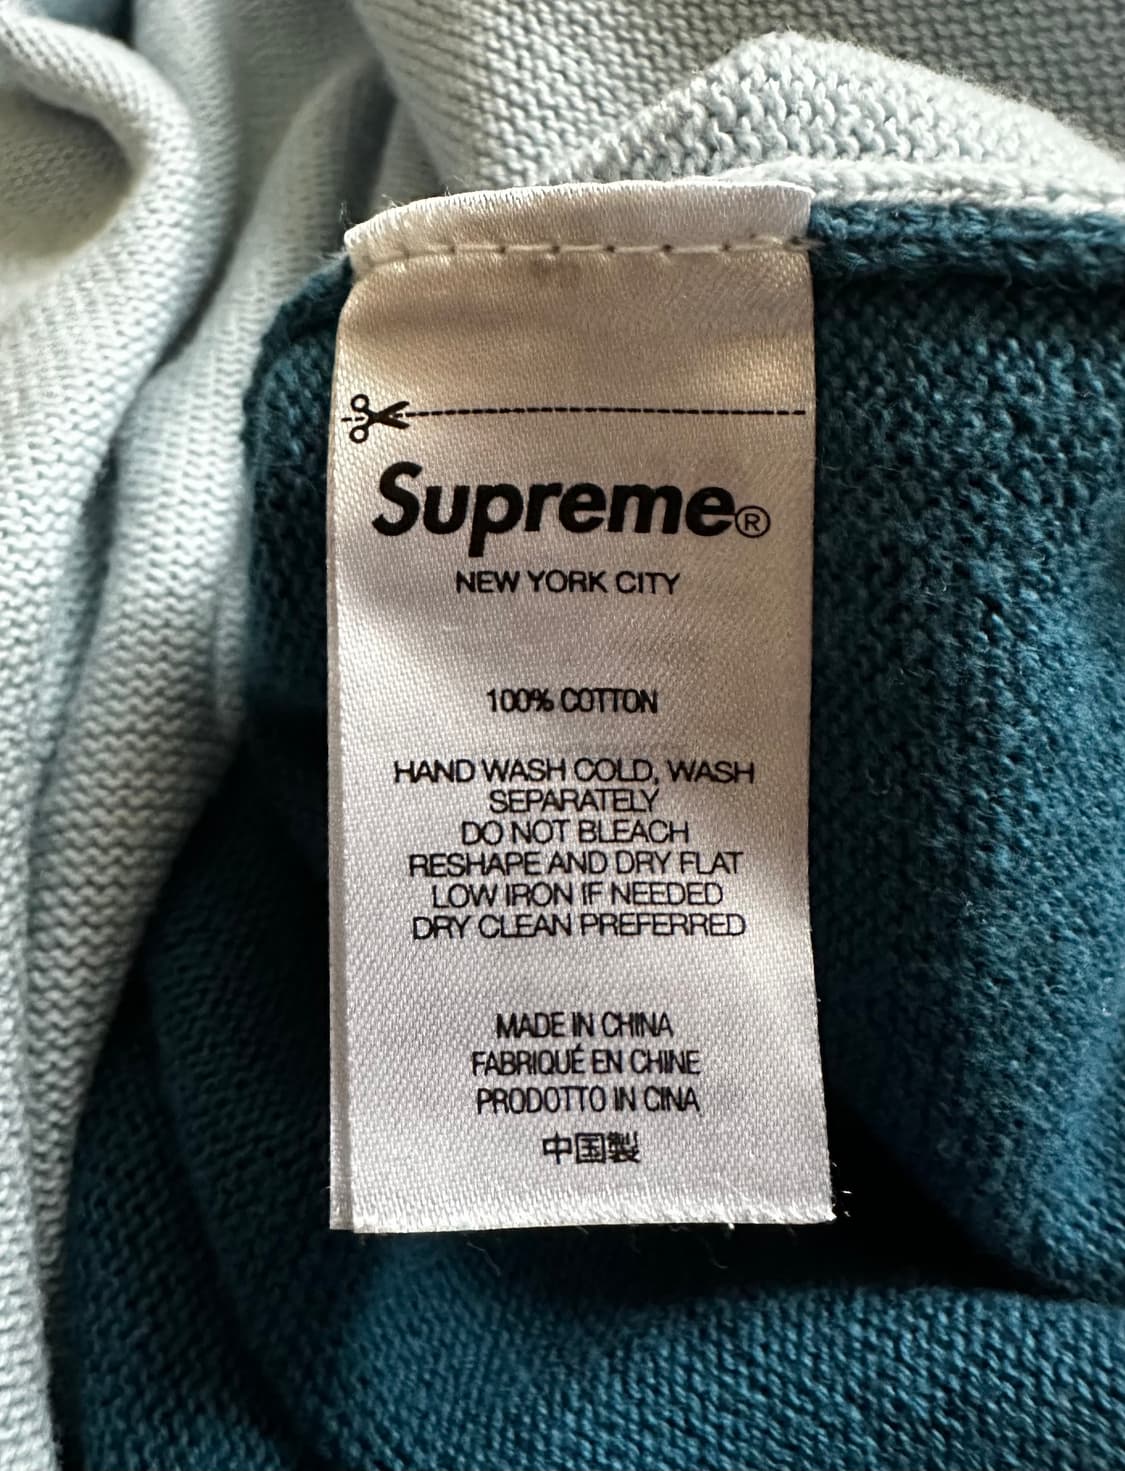 Supreme®
NEW YORK CITY
100% COTTON
HAND WASH COLD, WASH
SEPARATELY
DO NOT BLEACH
RESHAPE AND DRY FLAT
LOW IRON IF NEEDED
DRY CLEAN PREFERRED
MADE IN CHINA
FABRIQUÉ EN CHINE
PRODOTTO IN CINA
中国製